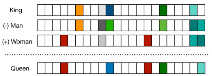 King
(-) Man
(+) Woman
Queen